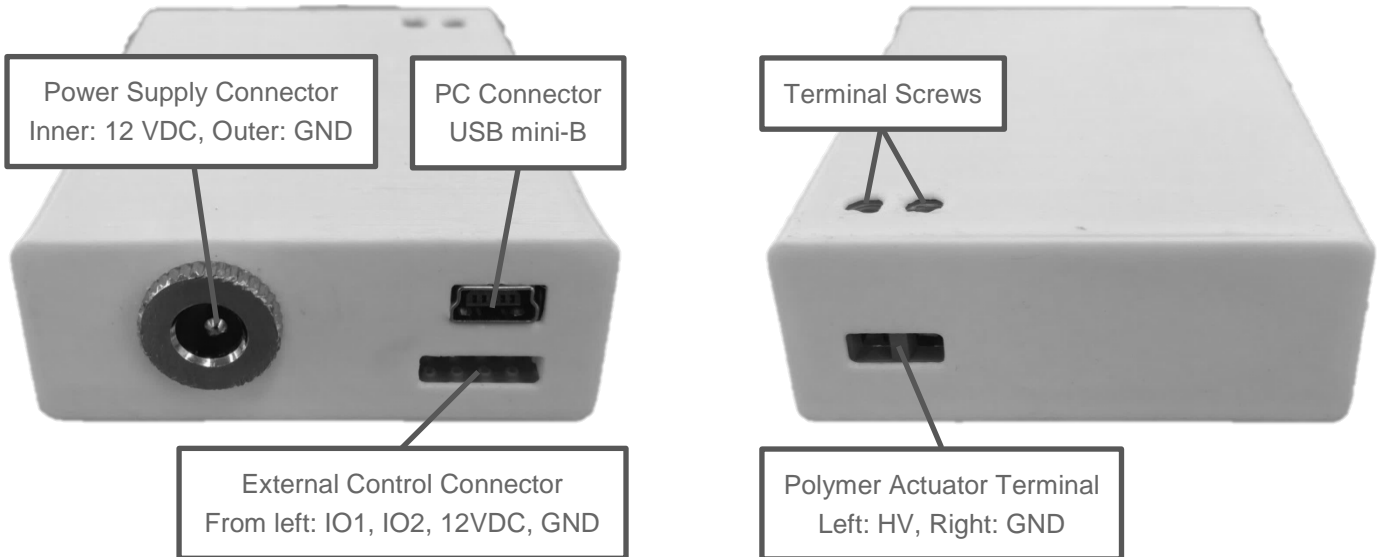 Power Supply Connector
Inner: 12 VDC, Outer: GND
PC Connector
USB mini-B
Terminal Screws
External Control Connector
From left: IO1, IO2, 12VDC, GND
Polymer Actuator Terminal
Left: HV, Right: GND